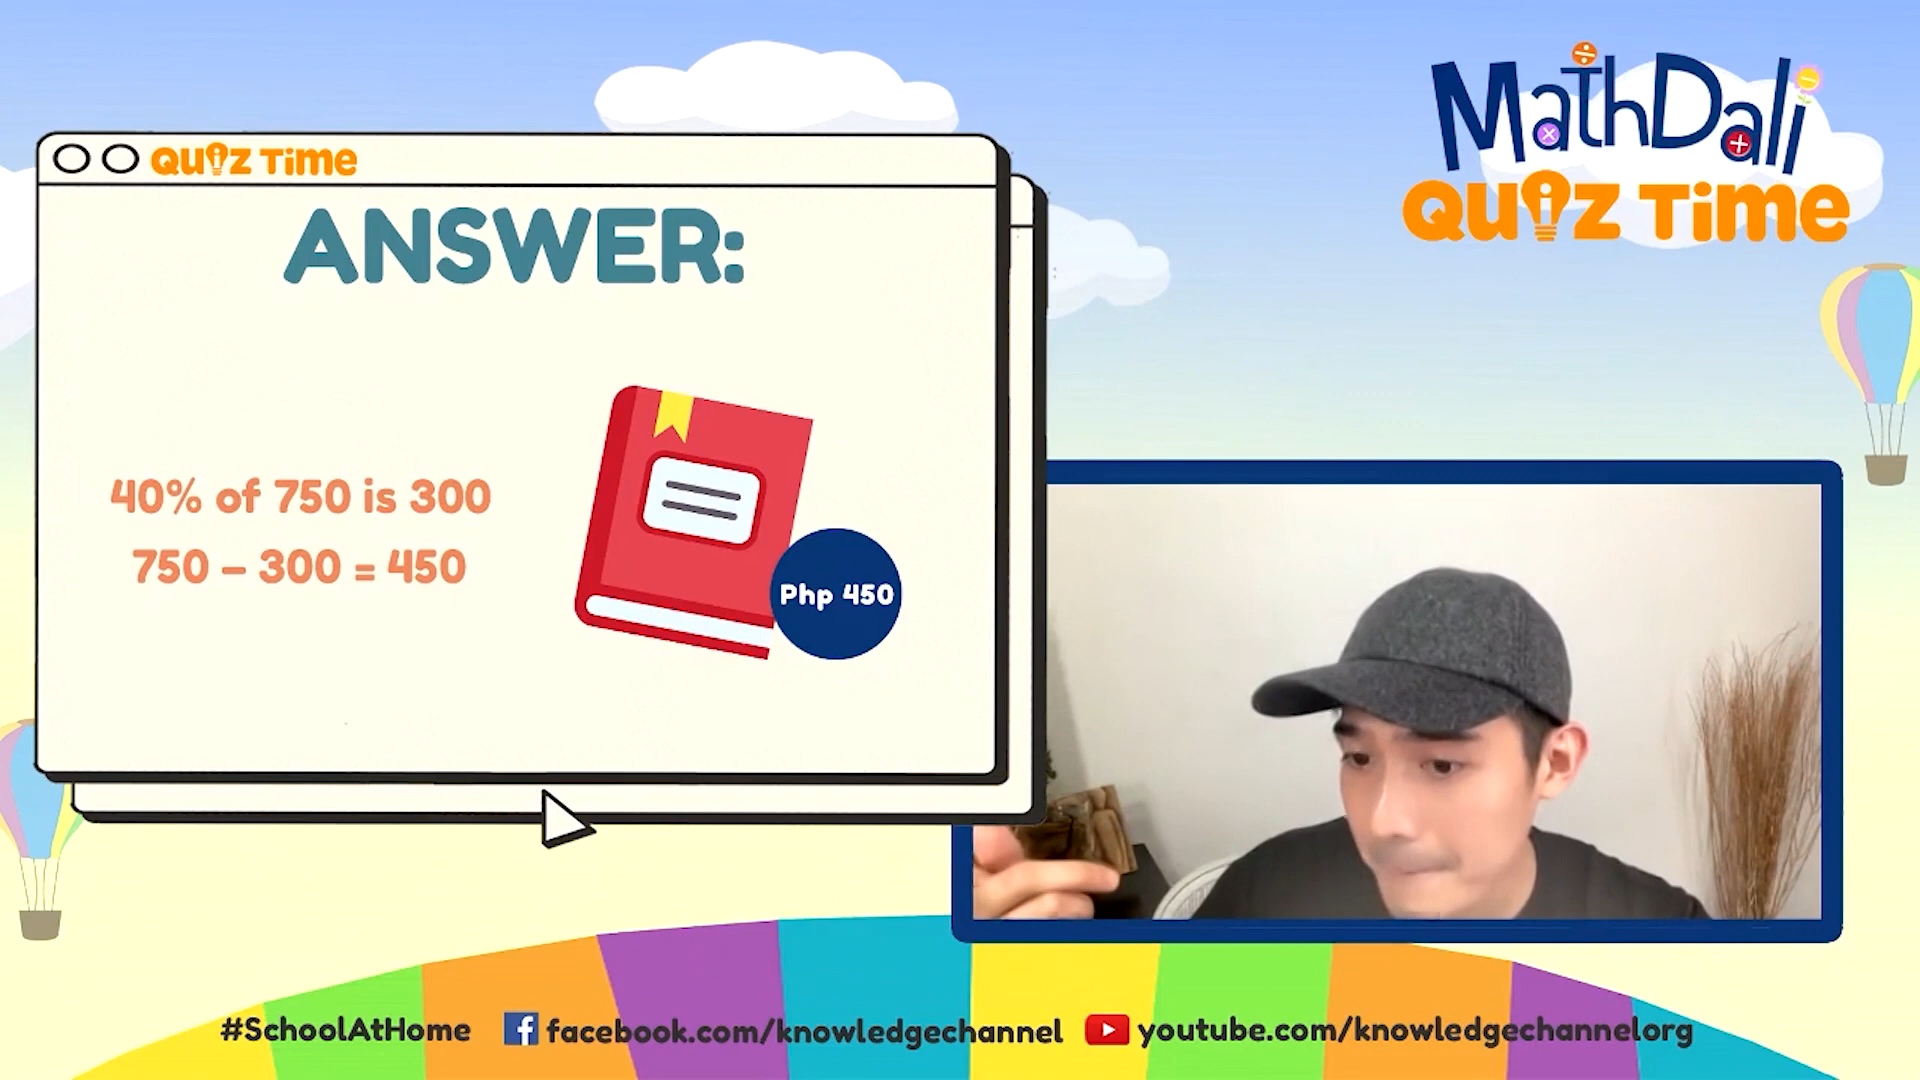 MathDali
QUiZ Time
QUiZ Time
ANSWER:
40% of 750 is 300
750 – 300 = 450
Php 450
#SchoolAtHome
facebook.com/knowledgechannel
youtube.com/knowledgechannelorg